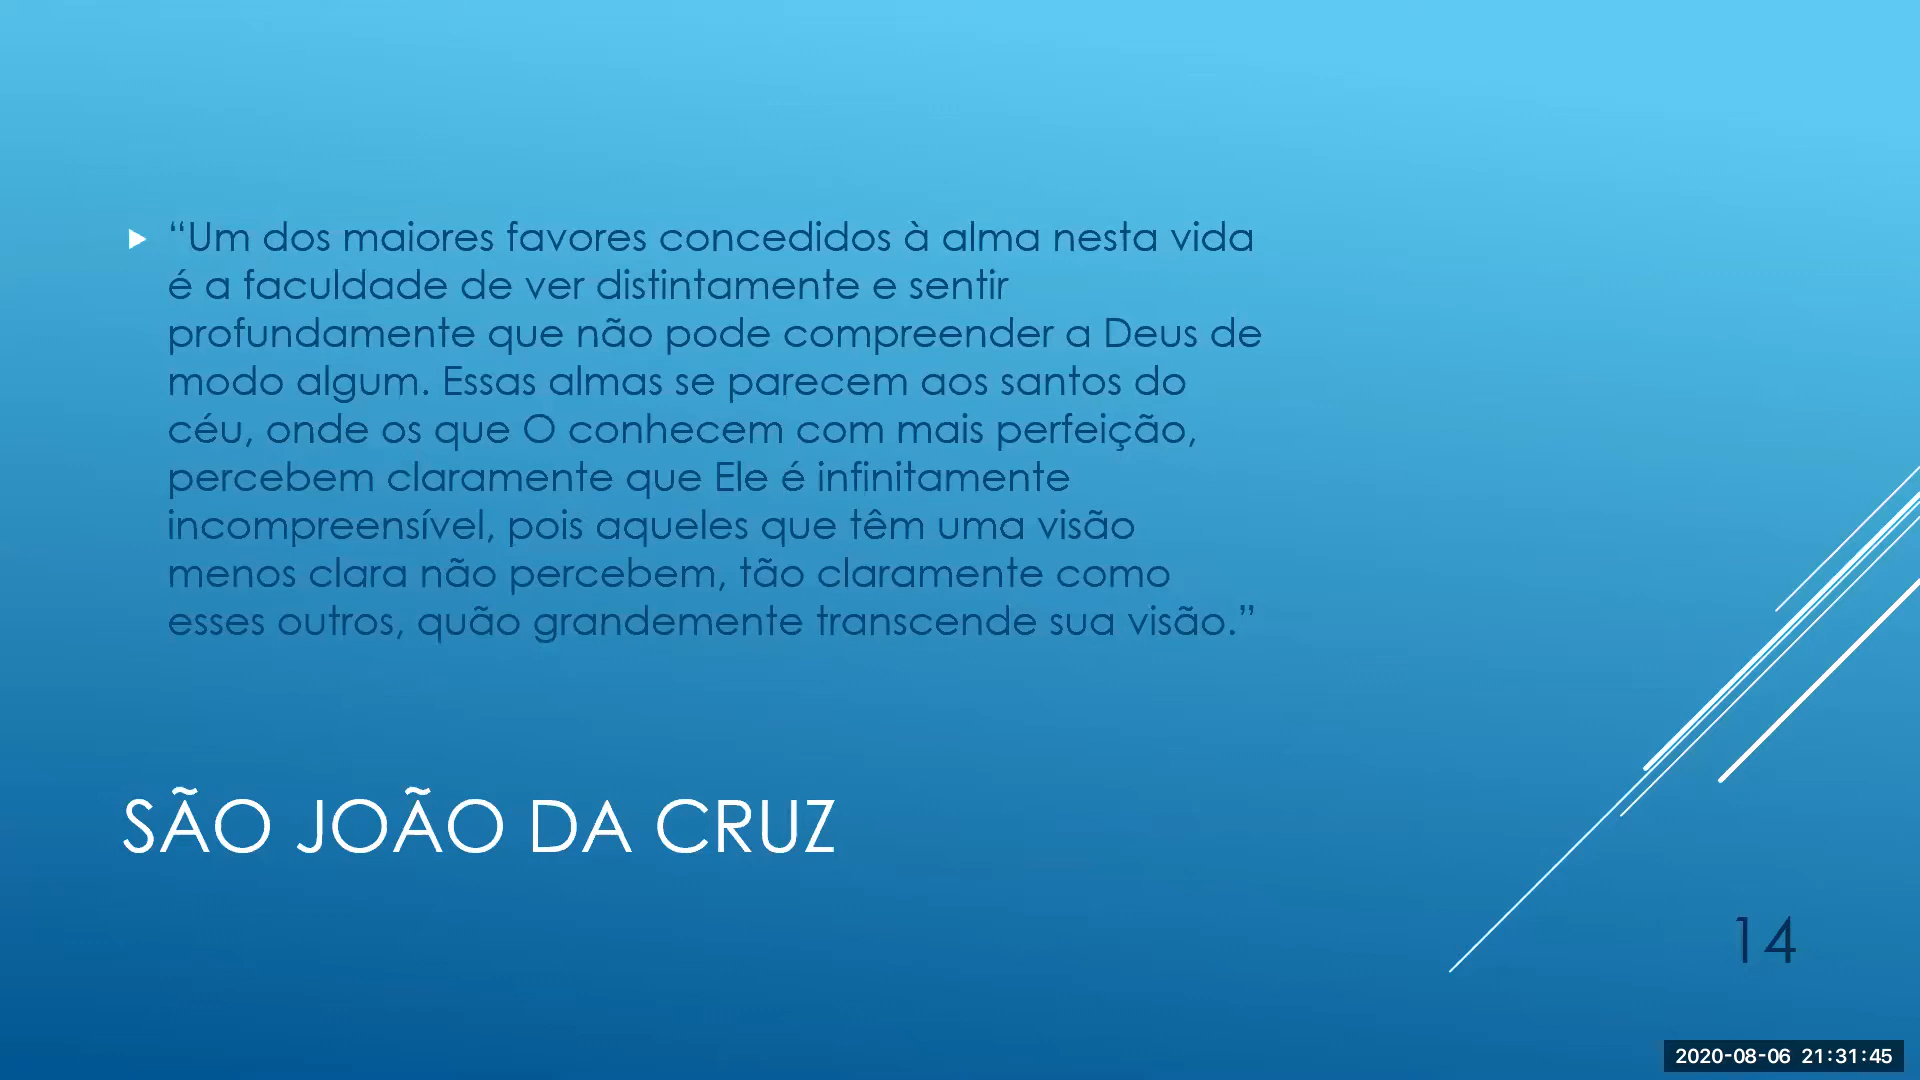 “Um dos maiores favores concedidos à alma nesta vida
é a faculdade de ver distintamente e sentir
profundamente que não pode compreender a Deus de
modo algum. Essas almas se parecem aos santos do
céu, onde os que O conhecem com mais perfeição,
percebem claramente que Ele é infinitamente
incompreensível, pois aqueles que têm uma visão
menos clara não percebem, tão claramente como
esses outros, quão grandemente transcende sua visão.”
SÃO JOÃO DA CRUZ
14
2020-08-06 21:31:45